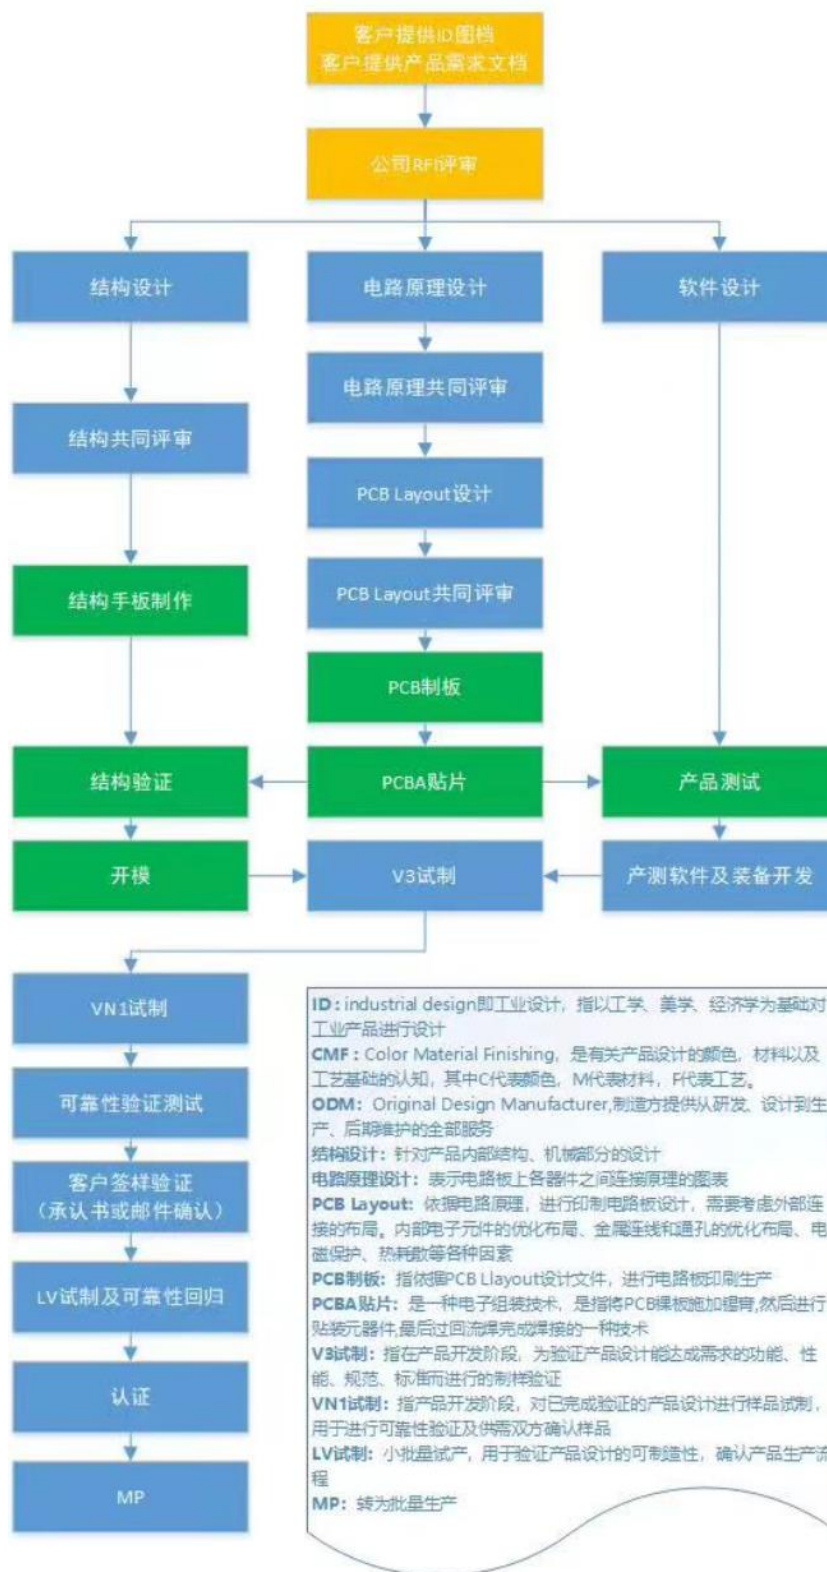 客户提供ID图档
客户提供产品需求文档
公司RFI评审
结构设计
电路原理设计
软件设计
电路原理共同评审
结构共同评审
PCB Layout设计
结构手板制作
PCB Layout共同评审
PCB制板
结构验证
PCBA贴片
产品测试
开模
V3试制
产测软件及装备开发
VN1试制
可靠性验证测试
客户签样验证
（承认书或邮件确认）
LV试制及可靠性回归
认证
MP
ID：industrial design即工业设计，指以工学、美学、经济学为基础对
工业产品进行设计
CMF：Color Material Finishing，是有关产品设计的颜色，材料以及
工艺基础的认知，其中C代表颜色，M代表材料，F代表工艺。
ODM：Original Design Manufacturer,制造方提供从研发、设计到生
产、后期维护的全部服务
结构设计：针对产品内部结构、机械部分的设计
电路原理设计：表示电路板上各器件之间连接原理的图表
PCB Layout：依据电路原理，进行印制电路板设计，需要考虑外部连
接的布局。内部电子元件的优化布局、金属连线和通孔的优化布局、电
磁保护、热耗散等各种因素
PCB制板：指依据PCB Llayout设计文件，进行电路板印刷生产
PCBA贴片：是一种电子组装技术，是指将PCB裸板施加锡膏,然后进行
贴装元器件,最后过回流焊完成焊接的一种技术
V3试制：指在产品开发阶段，为验证产品设计能达成需求的功能、性
能、规范、标准而进行的制样验证
VN1试制：指产品开发阶段，对已完成验证的产品设计进行样品试制，
用于进行可靠性验证及供需双方确认样品
LV试制：小批量试产，用于验证产品设计的可制造性，确认产品生产流
程
MP：转为批量生产